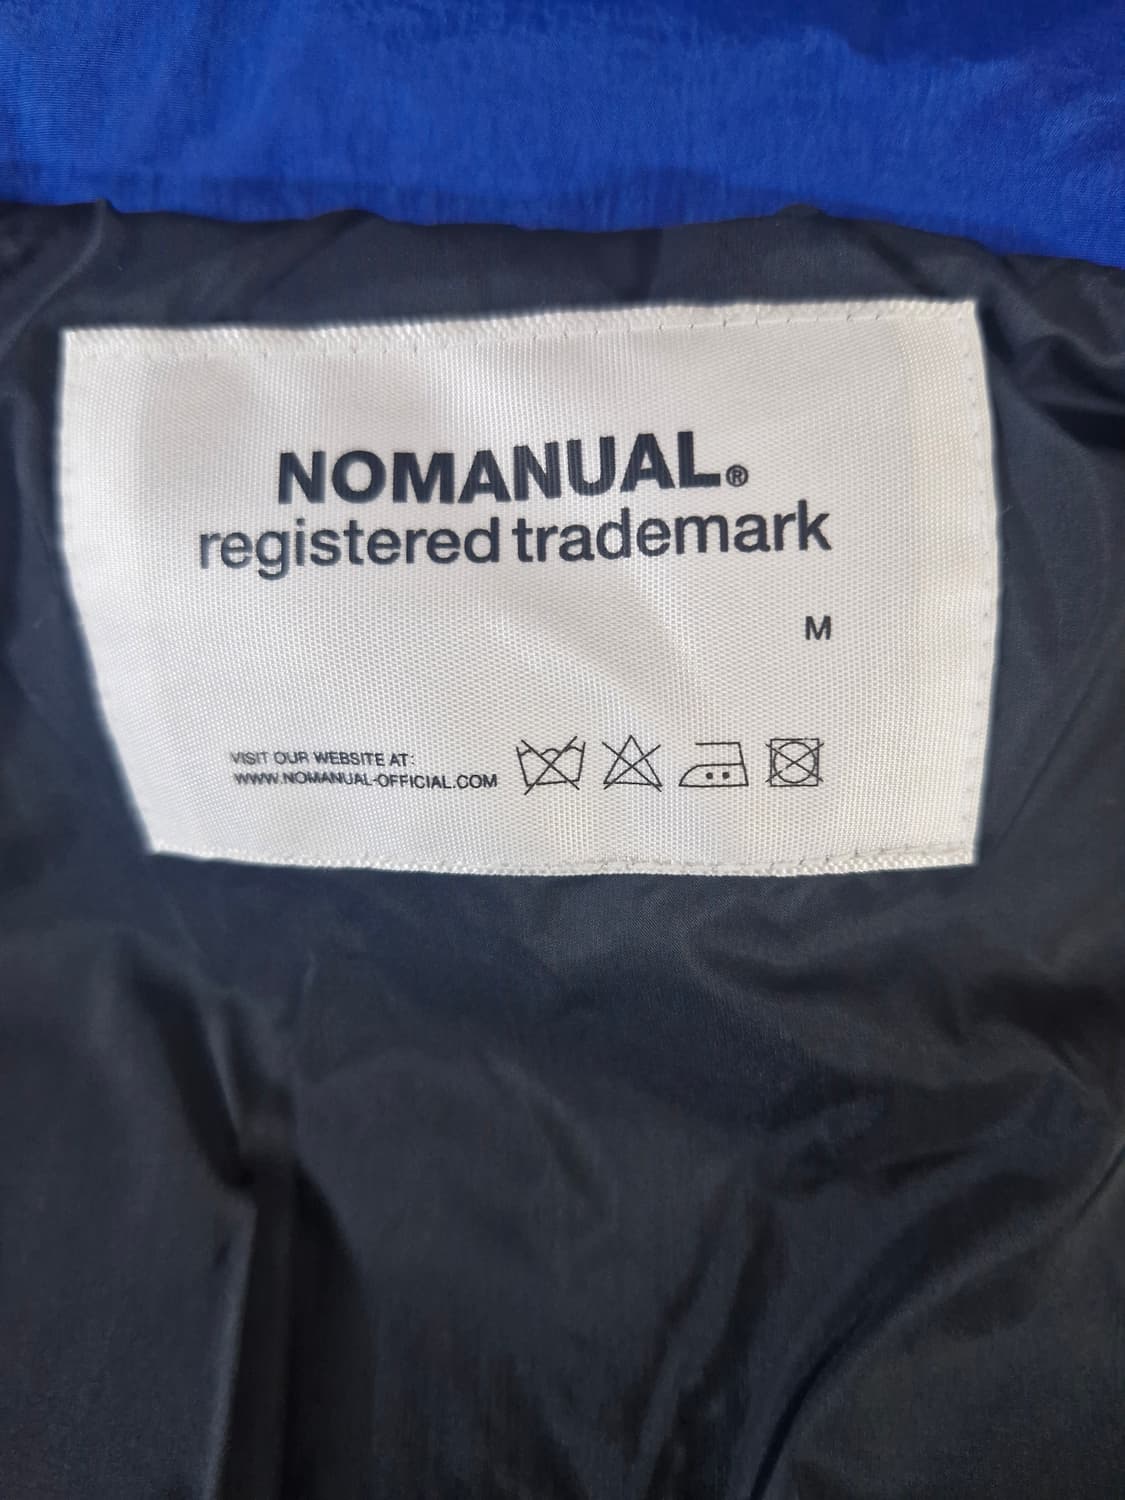 NOMANUAL®
registered trademark
M
VISIT OUR WEBSITE AT:
WWW.NOMANUAL-OFFICIAL.COM